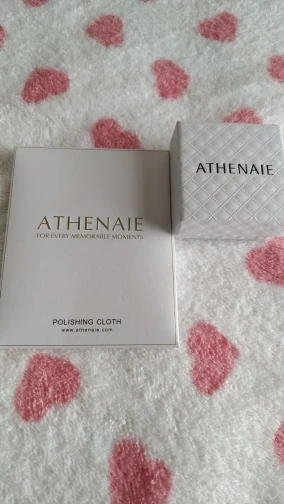 ATHENAIE
FOR EVERY MEMORABLE MOMENTS
POLISHING CLOTH
www.athenaie.com
ATHENAIE